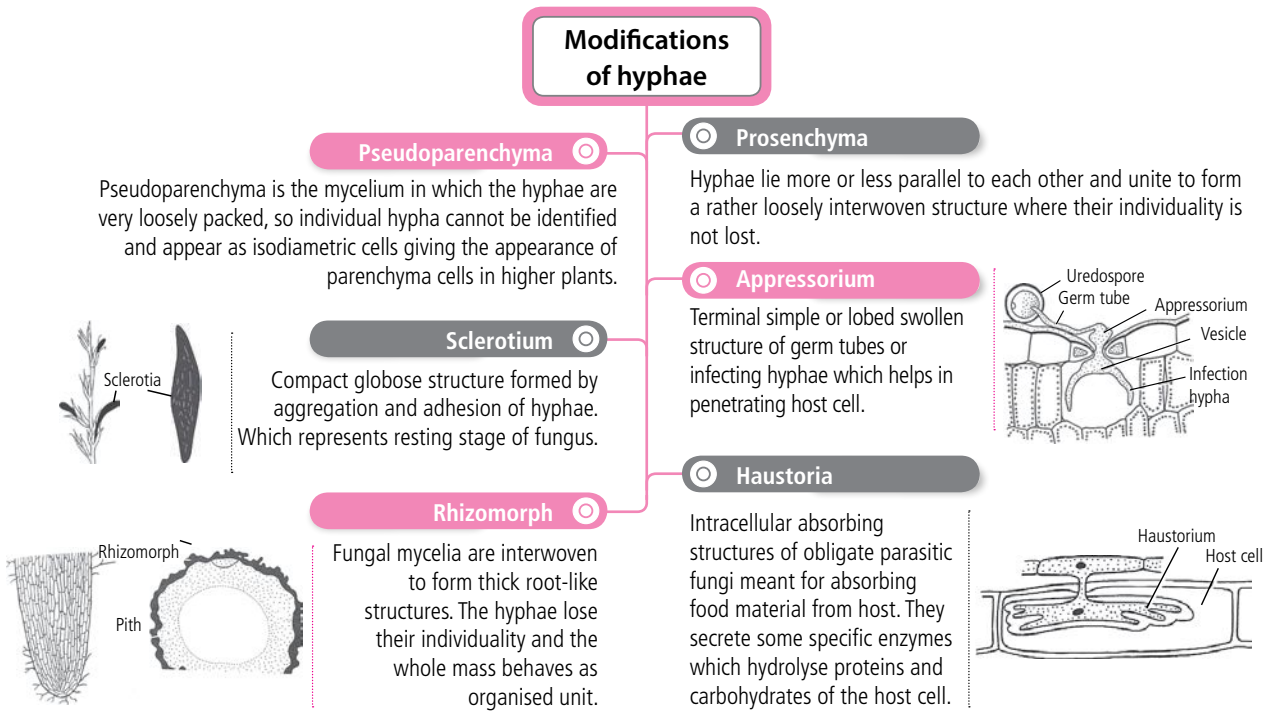 Modifications
of hyphae
Pseudoparenchyma
Pseudoparenchyma is the mycelium in which the hyphae are
very loosely packed, so individual hypha cannot be identified
and appear as isodiametric cells giving the appearance of
parenchyma cells in higher plants.
Prosenchyma
Hyphae lie more or less parallel to each other and unite to form
a rather loosely interwoven structure where their individuality is
not lost.
Appressorium
Terminal simple or lobed swollen
structure of germ tubes or
infecting hyphae which helps in
penetrating host cell.
Uredospore
Germ tube
Appressorium
Vesicle
Infection
hypha
Sclerotium
Compact globose structure formed by
aggregation and adhesion of hyphae.
Which represents resting stage of fungus.
Sclerotia
Haustoria
Intracellular absorbing
structures of obligate parasitic
fungi meant for absorbing
food material from host. They
secrete some specific enzymes
which hydrolyse proteins and
carbohydrates of the host cell.
Haustorium
Host cell
Rhizomorph
Fungal mycelia are interwoven
to form thick root-like
structures. The hyphae lose
their individuality and the
whole mass behaves as
organised unit.
Rhizomorph
Pith